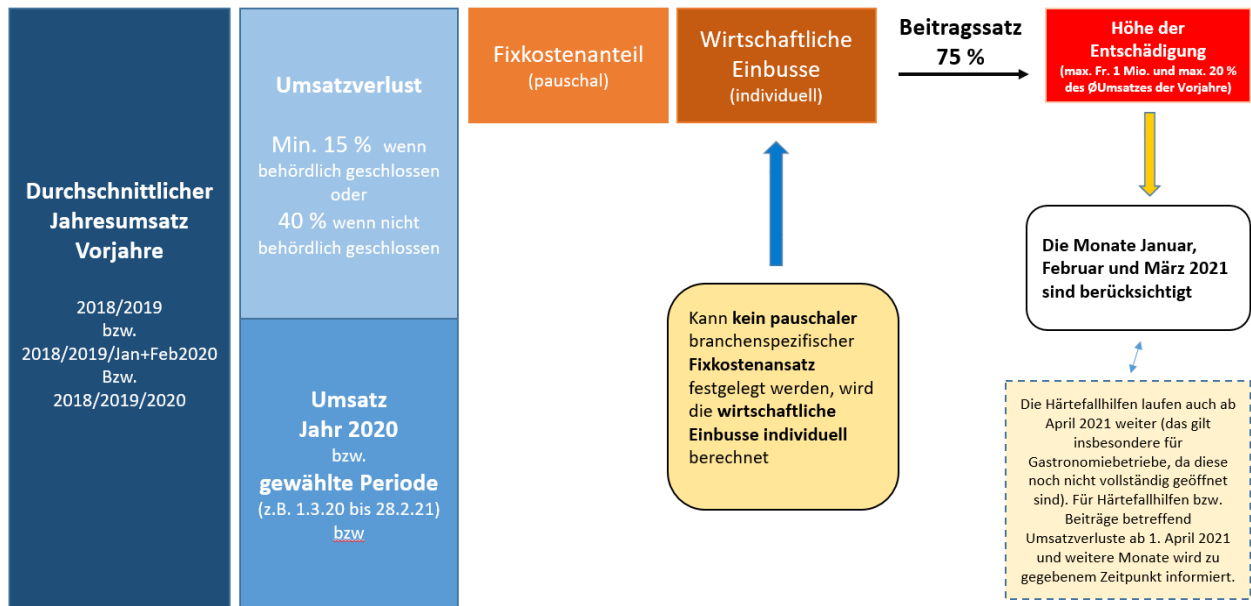 Durchschnittlicher
Jahresumsatz
Vorjahre
2018/2019
bzw.
2018/2019/Jan+Feb2020
Bzw.
2018/2019/2020
Umsatzverlust
Min. 15 % wenn
behördlich geschlossen
oder
40 % wenn nicht
behördlich geschlossen
Umsatz
Jahr 2020
bzw.
gewählte Periode
(z.B. 1.3.20 bis 28.2.21)
bzw
Fixkostenanteil
(pauschal)
Wirtschaftliche
Einbusse
(individuell)
Kann kein pauschaler
branchenspezifischer
Fixkostenansatz
festgelegt werden, wird
die wirtschaftliche
Einbusse individuell
berechnet
Beitragssatz
75 %
Höhe der
Entschädigung
(max. Fr. 1 Mio. und max. 20 %
des ØUmsatzes der Vorjahre)
Die Monate Januar,
Februar und März 2021
sind berücksichtigt
Die Härtefallhilfen laufen auch ab
April 2021 weiter (das gilt
insbesondere für
Gastronomiebetriebe, da diese
noch nicht vollständig geöffnet
sind). Für Härtefallhilfen bzw.
Beiträge betreffend
Umsatzverluste ab 1. April 2021
und weitere Monate wird zu
gegebenem Zeitpunkt informiert.